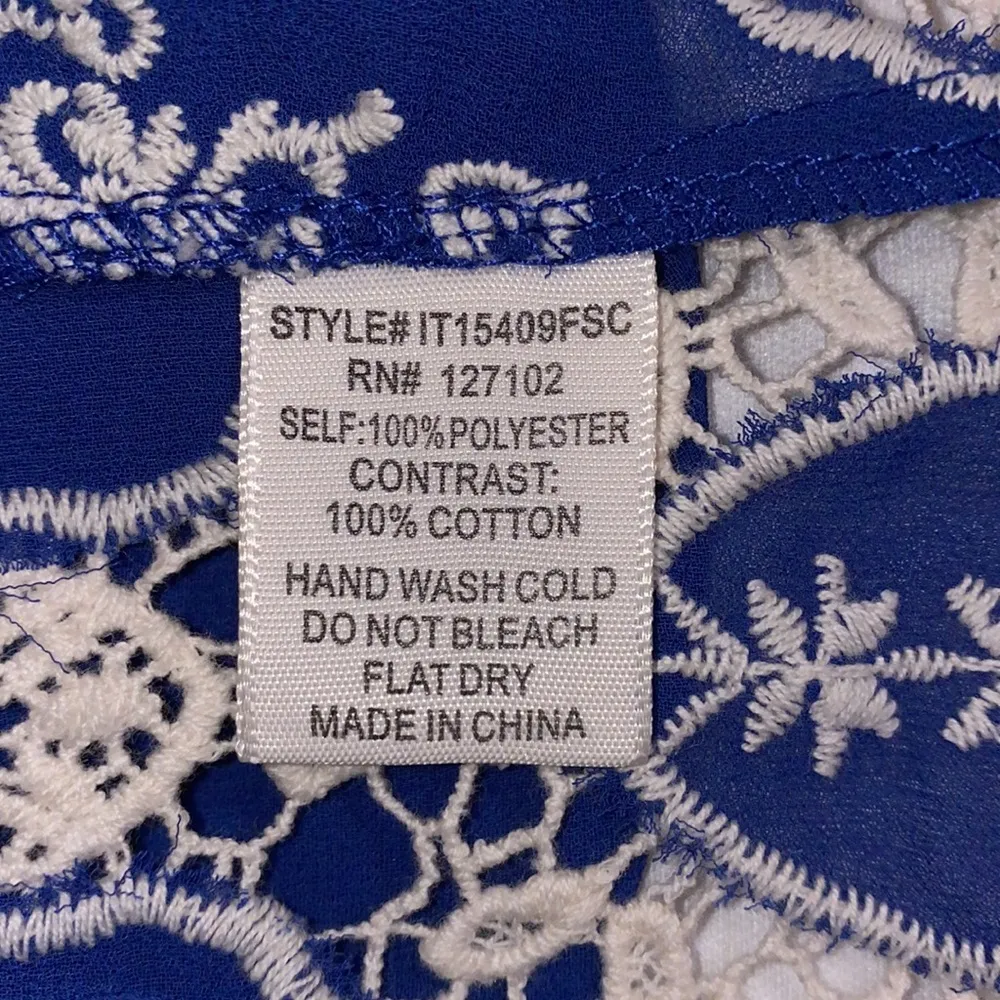 STYLE# IT15409FSC
RN# 127102
SELF:100% POLYESTER
CONTRAST:
100% COTTON
HAND WASH COLD
DO NOT BLEACH
FLAT DRY
MADE IN CHINA